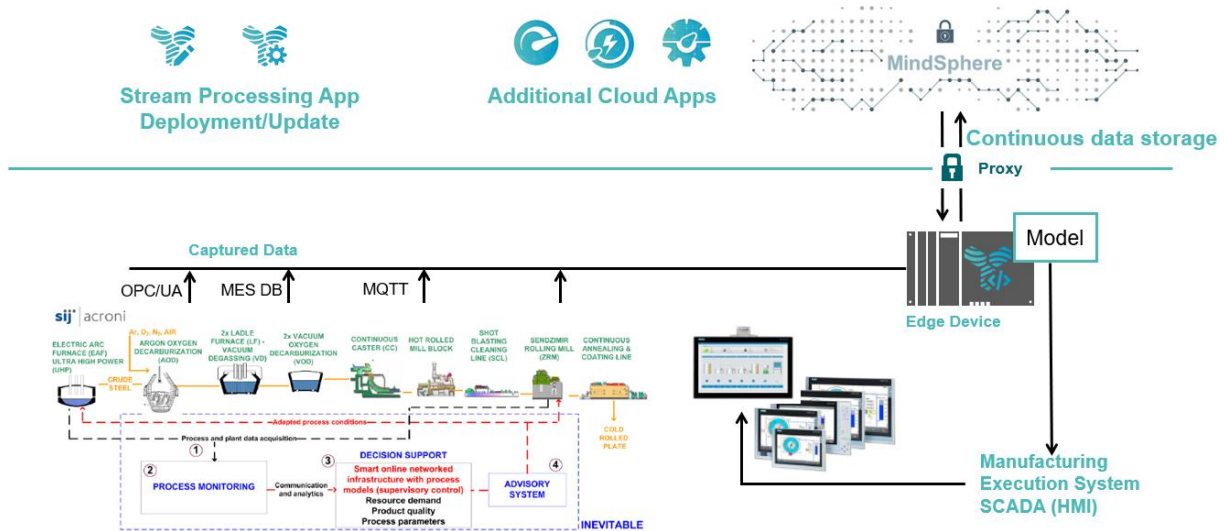 Stream Processing App
Deployment/Update
Additional Cloud Apps
MindSphere
Continuous data storage
Proxy
Captured Data
OPC/UA
MES DB
MQTT
Model
Edge Device
sij acroni
Ar, O₂, N₂, AIR
ELECTRIC ARC
FURNACE (EAF)
ULTRA HIGH POWER
(UHP)
CRUDE
STEEL
ARGON OXYGEN
DECARBURIZATION
(AOD)
2x LADLE
FURNACE (LF) -
VACUUM
DEGASSING (VD)
2x VACUUM
OXYGEN
DECARBURIZATION
(VOD)
CONTINUOUS
CASTER (CC)
HOT ROLLED
MILL BLOCK
SHOT
BLASTING
CLEANING
LINE (SCL)
SENDZIMIR
ROLLING MILL
(ZRM)
CONTINUOUS
ANNEALING &
COATING LINE
COLD
ROLLED
PLATE
Adapted process conditions
Process and plant data acquisition
1
2
PROCESS MONITORING
Communication
and analytics
3
DECISION SUPPORT
Smart online networked
infrastructure with process
models (supervisory control)
Resource demand
Product quality
Process parameters
4
ADVISORY
SYSTEM
INEVITABLE
Manufacturing
Execution System
SCADA (HMI)